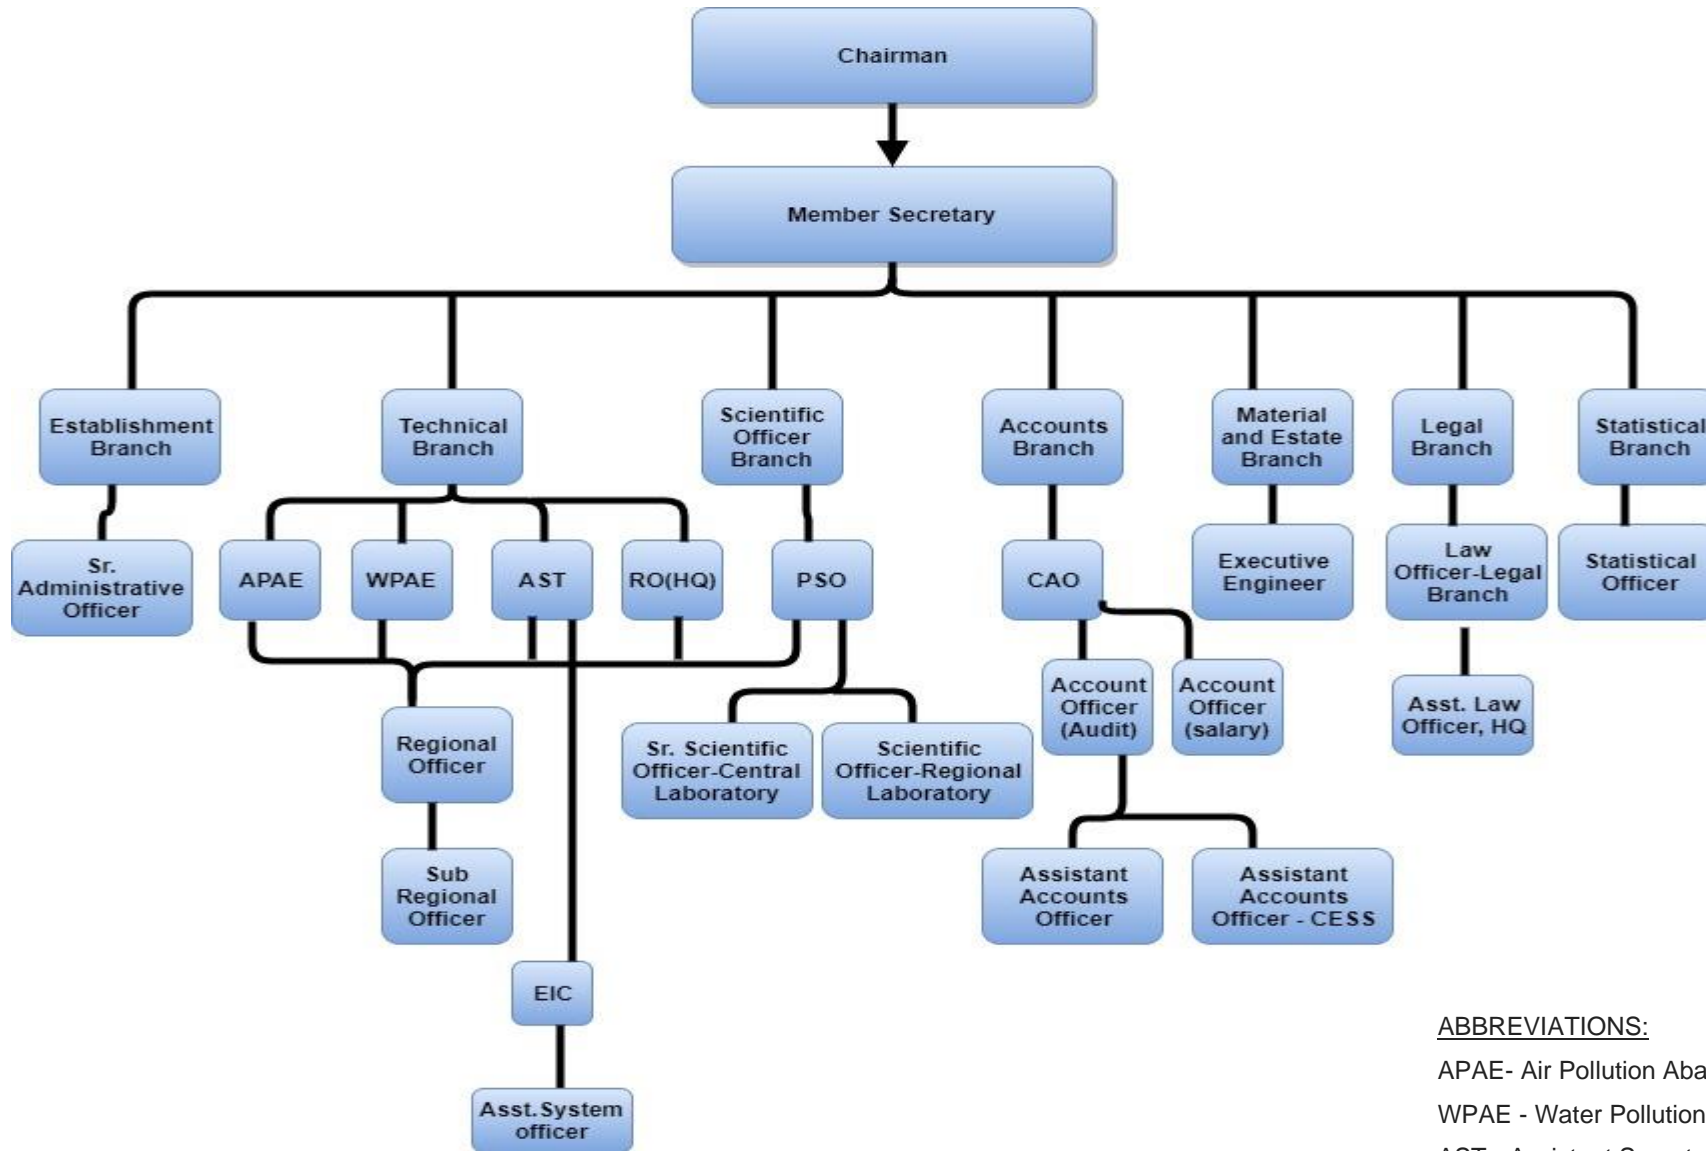 Chairman
Member Secretary
Establishment
Branch
Technical
Branch
Scientific
Officer
Branch
Accounts
Branch
Material
and Estate
Branch
Legal
Branch
Statistical
Branch
Sr.
Administrative
Officer
APAE
WPAE
AST
RO(HQ)
PSO
CAO
Executive
Engineer
Law
Officer-Legal
Branch
Statistical
Officer
Regional
Officer
Sr. Scientific
Officer-Central
Laboratory
Scientific
Officer-Regional
Laboratory
Account
Officer
(Audit)
Account
Officer
(salary)
Asst. Law
Officer, HQ
Sub
Regional
Officer
Assistant
Accounts
Officer
Assistant
Accounts
Officer - CESS
EIC
Asst.System
officer
ABBREVIATIONS:
APAE- Air Pollution Aba
WPAE - Water Pollution